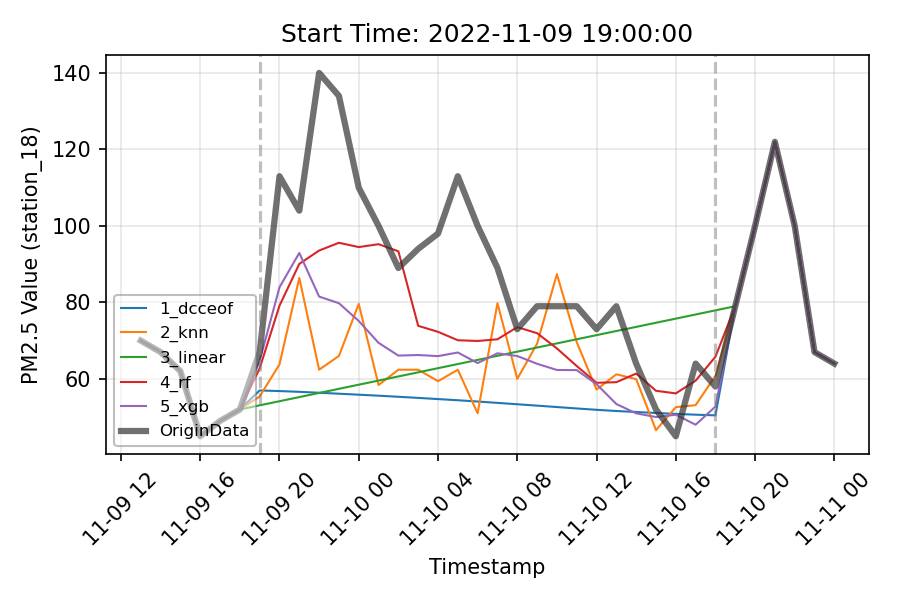 Start Time: 2022-11-09 19:00:00
PM2.5 Value (station_18)
140
120
100
80
60
1_dcceof
2_knn
3_linear
4_rf
5_xgb
OriginData
11-09 12
11-09 16
11-09 20
11-10 00
11-10 04
11-10 08
11-10 12
11-10 16
11-10 20
11-11 00
Timestamp